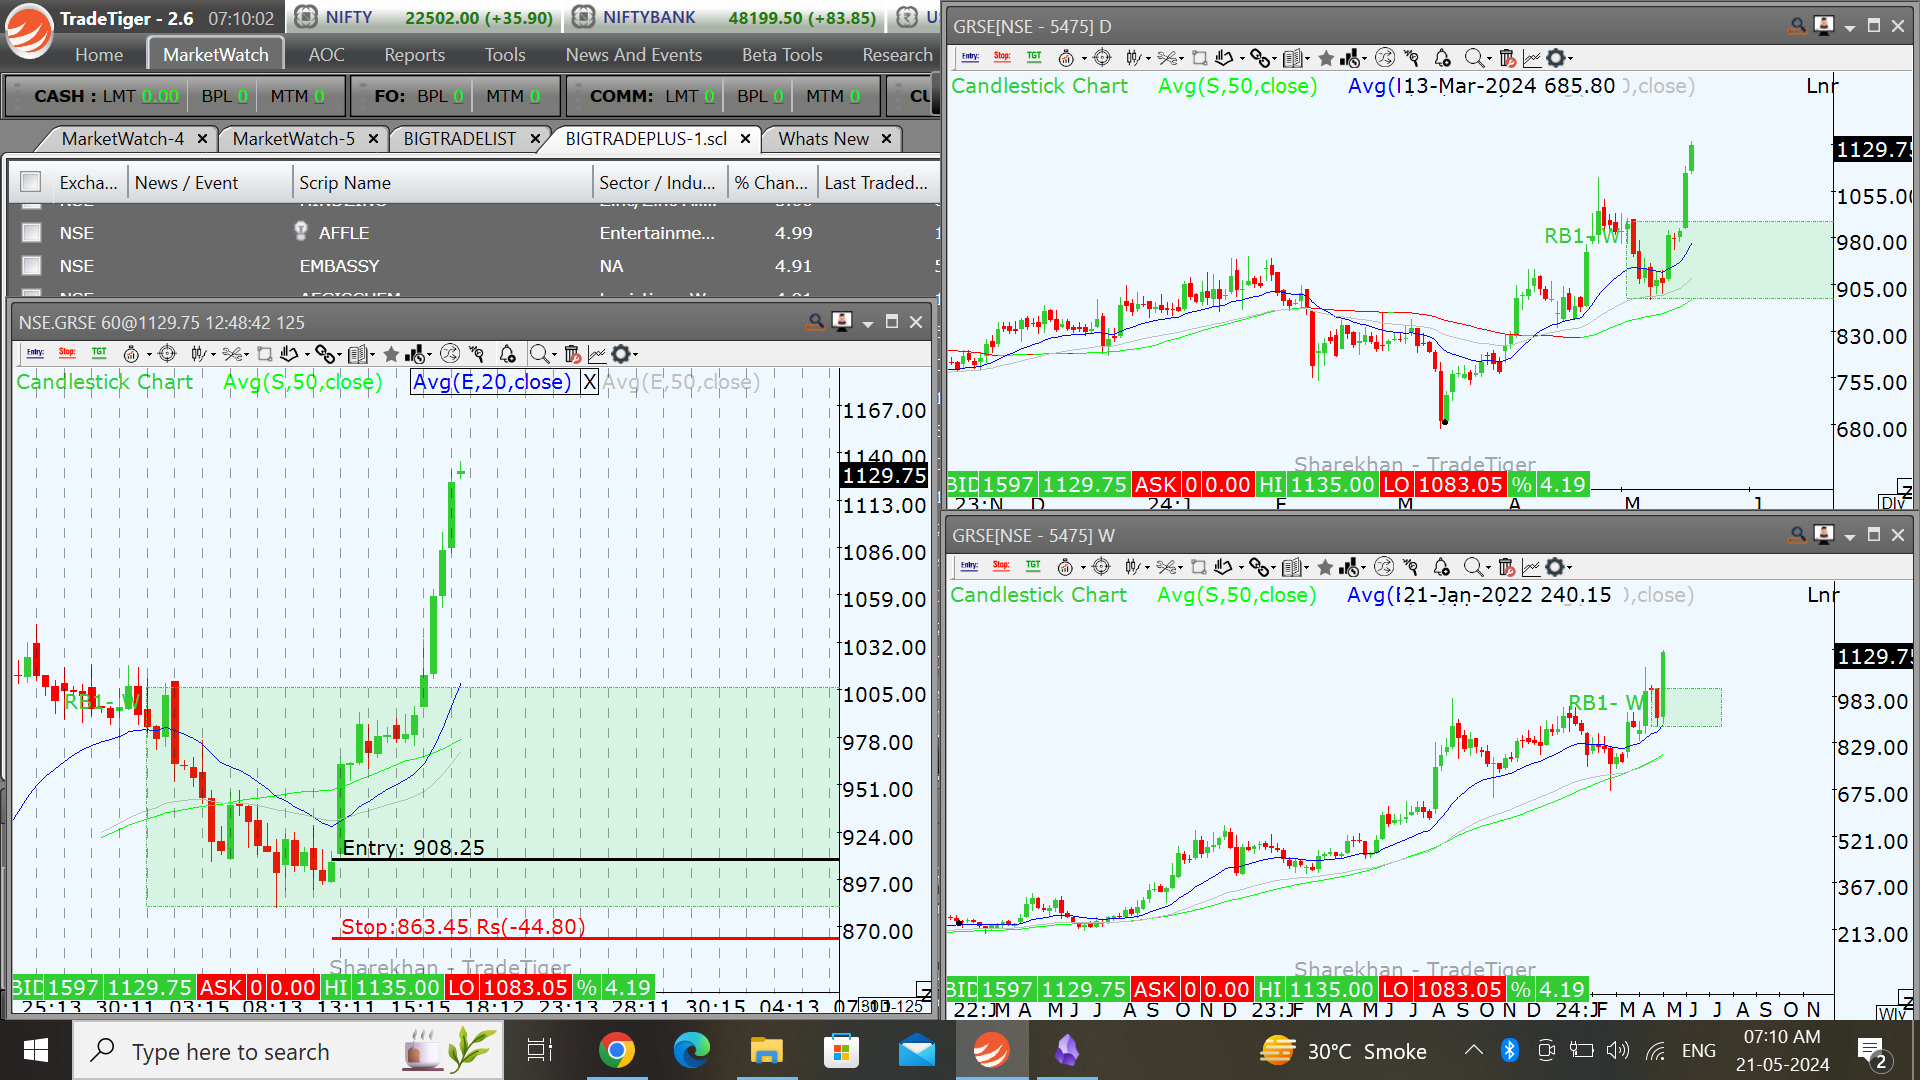 TradeTiger - 2.6 07:10:02 NIFTY 22502.00 (+35.90) NIFTYBANK 48199.50 (+83.85)
Home MarketWatch AOC Reports Tools News And Events Beta Tools Research
CASH : LMT 0.00 BPL 0 MTM 0 FO: BPL 0 MTM 0 COMM: LMT 0 BPL 0 MTM 0
MarketWatch-4 MarketWatch-5 BIGTRADELIST BIGTRADEPLUS-1.scl Whats New
Excha... News / Event Scrip Name Sector / Indu... % Chan... Last Traded...
NSE AFFLE Entertainme... 4.99
NSE EMBASSY NA 4.91
NSE.GRSE 60@1129.75 12:48:42 125
Entry: Stop: TGT
Candlestick Chart Avg(S,50,close) Avg(E,20,close) X Avg(E,50,close)
1167.00
1140.00
1129.75
1113.00
1086.00
1059.00
1032.00
1005.00
978.00
951.00
924.00
897.00
870.00
RB1- W
Entry: 908.25
Stop:863.45 Rs(-44.80)
Sharekhan - TradeTiger
BID 1597 1129.75 ASK 0 0.00 HI 1135.00 LO 1083.05 % 4.19
25:13 30:11 03:15 08:13 13:11 15:15 18:12 23:13 28:11 30:15 04:13
GRSE[NSE - 5475] D
Entry: Stop: TGT
Candlestick Chart Avg(S,50,close) 13-Mar-2024 685.80 Lnr
1129.75
1055.00
980.00
905.00
830.00
755.00
680.00
RB1- W
Sharekhan - TradeTiger
BID 1597 1129.75 ASK 0 0.00 HI 1135.00 LO 1083.05 % 4.19
23:N D 24:J F M A M J Dly
GRSE[NSE - 5475] W
Entry: Stop: TGT
Candlestick Chart Avg(S,50,close) 21-Jan-2022 240.15 Lnr
1129.75
983.00
829.00
675.00
521.00
367.00
213.00
RB1- W
Sharekhan - TradeTiger
BID 1597 1129.75 ASK 0 0.00 HI 1135.00 LO 1083.05 % 4.19
22:J M A M J J A S O N D 23:J F M A M J J A S O N D 24:J F M A M J J A S O N Wly
Type here to search
30°C Smoke
ENG
07:10 AM
21-05-2024
2